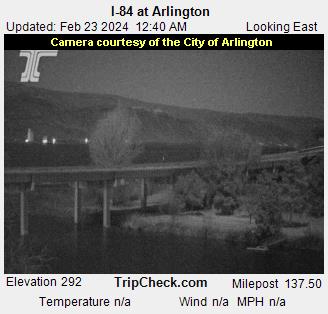 I-84 at Arlington
Updated: Feb 23 2024 12:40 AM Looking East
Camera courtesy of the City of Arlington
Elevation 292 TripCheck.com Milepost 137.50
Temperature n/a Wind n/a MPH n/a